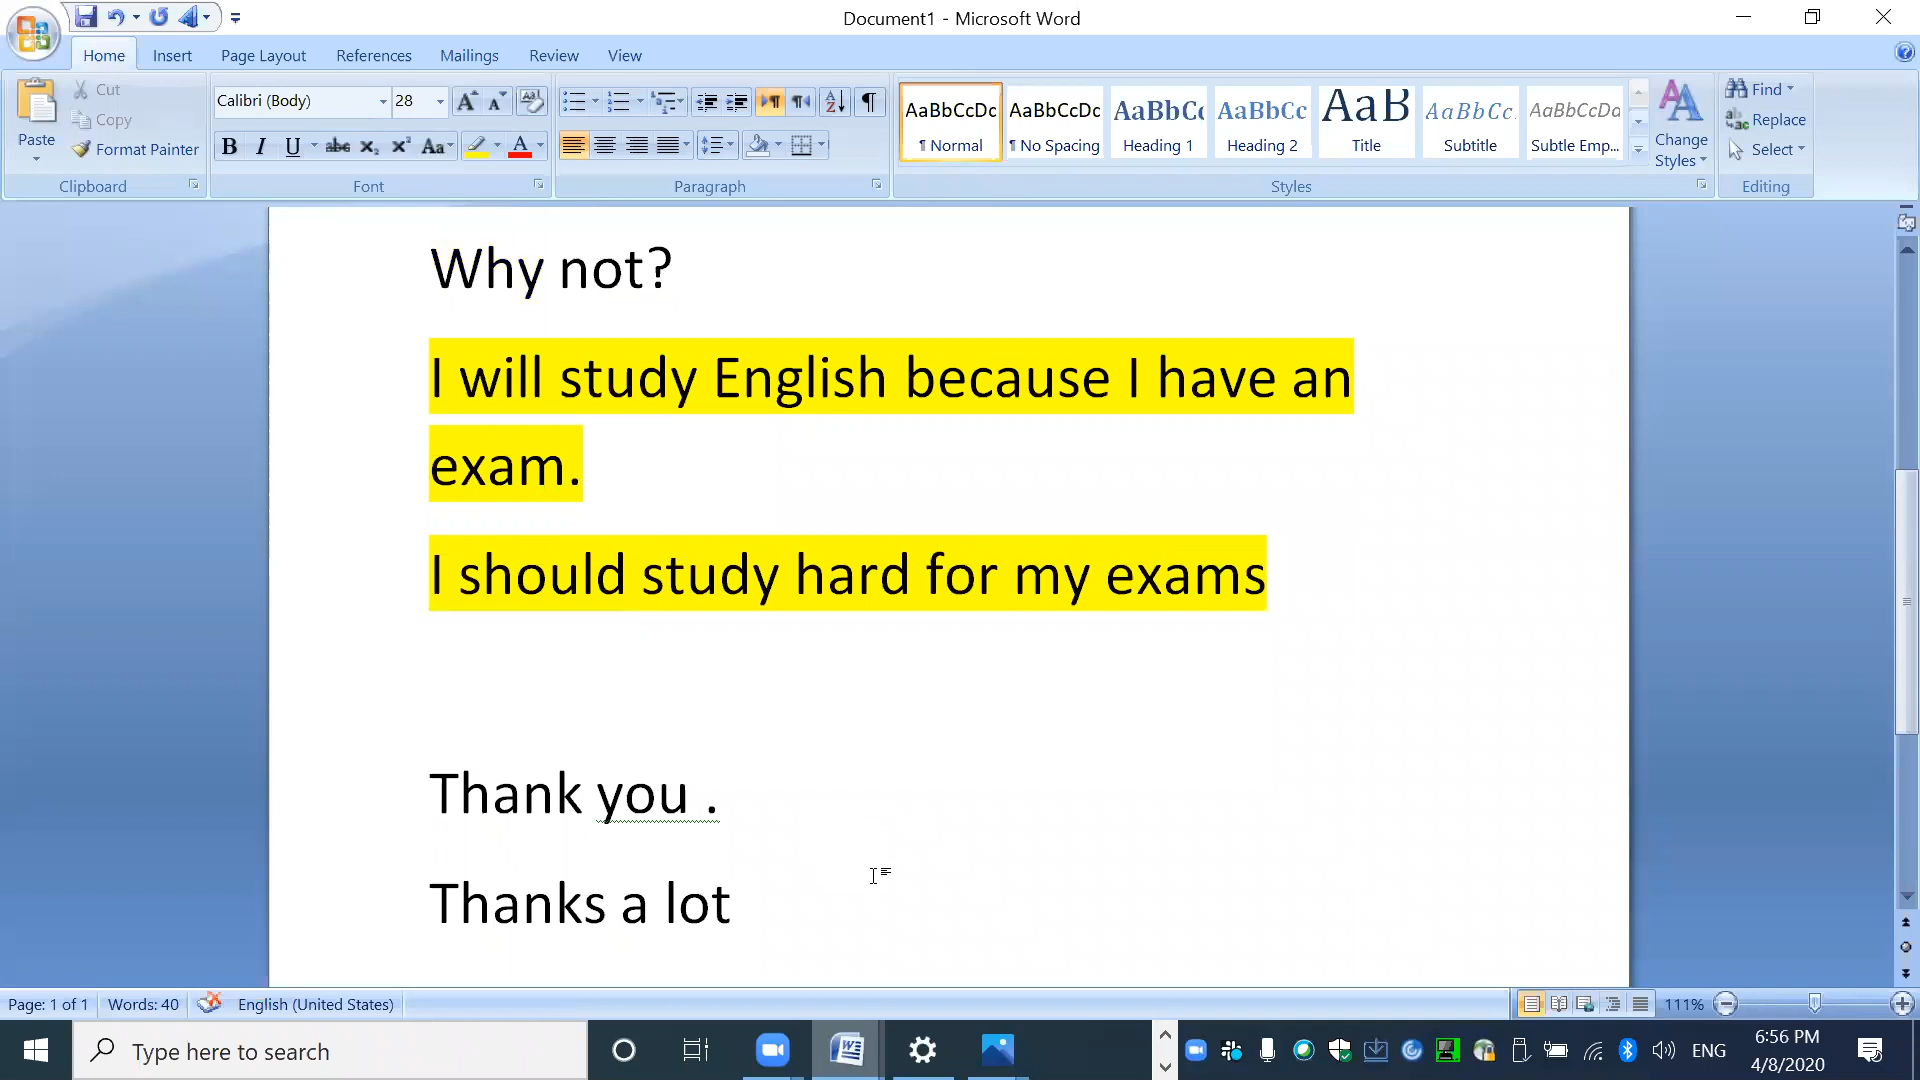 Document1 - Microsoft Word
Home Insert Page Layout References Mailings Review View
Paste
Cut
Copy
Format Painter
Clipboard
Calibri (Body) 28
Font
Paragraph
AaBbCcDc AaBbCcDc AaBbCc AaBbCc AaB AaBbCc. AaBbCcDa
¶ Normal ¶ No Spacing Heading 1 Heading 2 Title Subtitle Subtle Emp...
Change
Styles
Styles
Find
Replace
Select
Editing
Why not?
I will study English because I have an
exam.
I should study hard for my exams
Thank you .
Thanks a lot
Page: 1 of 1 Words: 40 English (United States) 111%
Type here to search
ENG
6:56 PM
4/8/2020